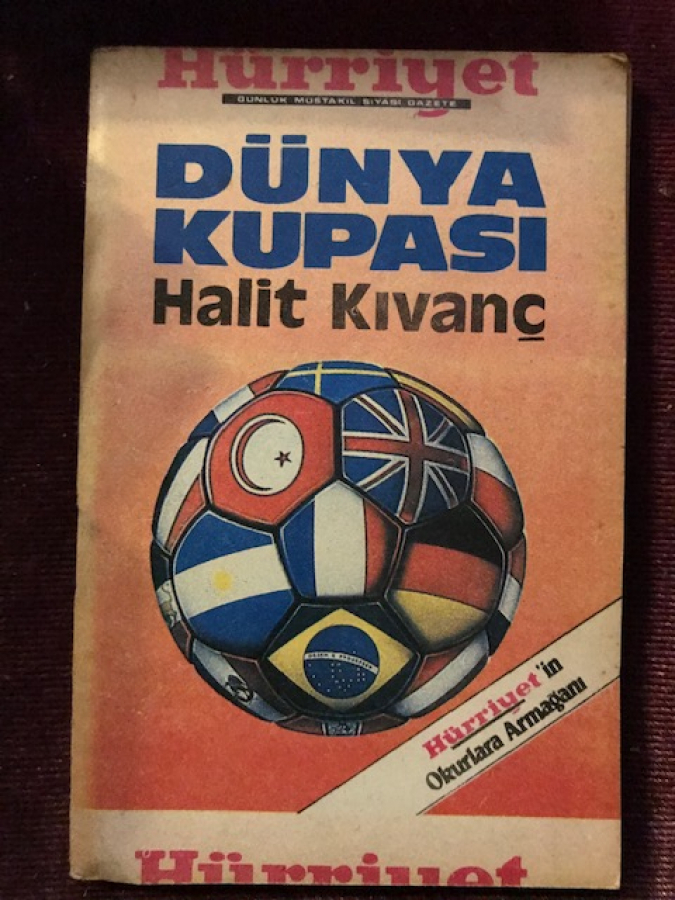 Hürriyet
GÜNLÜK MÜSTAKİL SİYASİ GAZETE
DÜNYA
KUPASI
Halit Kıvanç
Hürriyet'in
Okurlara Armağanı
Hürriyet